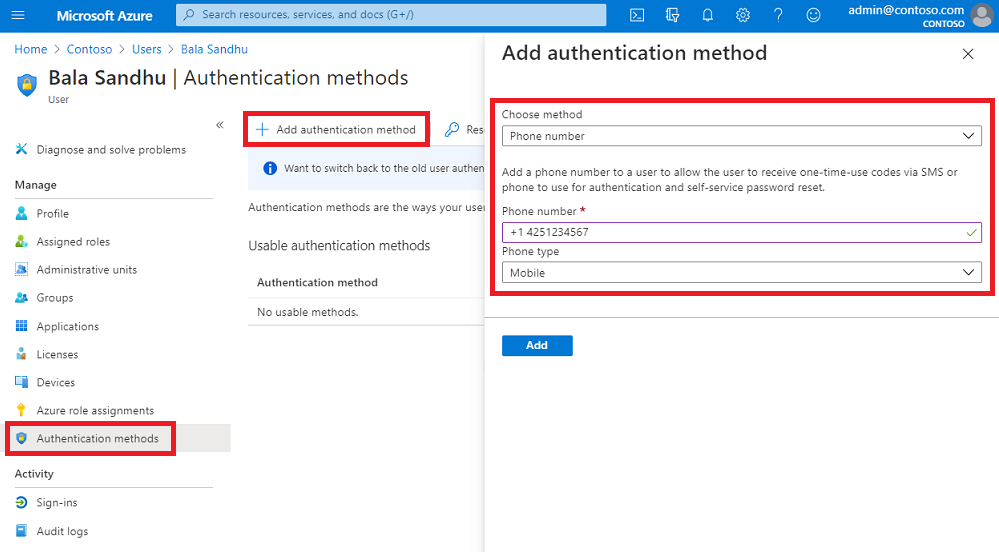 Microsoft Azure
Search resources, services, and docs (G+/)
admin@contoso.com
CONTOSO
Home > Contoso > Users > Bala Sandhu
Bala Sandhu | Authentication methods
User
«
Diagnose and solve problems
Manage
Profile
Assigned roles
Administrative units
Groups
Applications
Licenses
Devices
Azure role assignments
Authentication methods
Activity
Sign-ins
Audit logs
+ Add authentication method
Want to switch back to the old user
Authentication methods are the ways your
Usable authentication methods
Authentication method
No usable methods.
Add authentication method
Choose method
Phone number
Add a phone number to a user to allow the user to receive one-time-use codes via SMS or
phone to use for authentication and self-service password reset.
Phone number *
+1 4251234567
Phone type
Mobile
Add